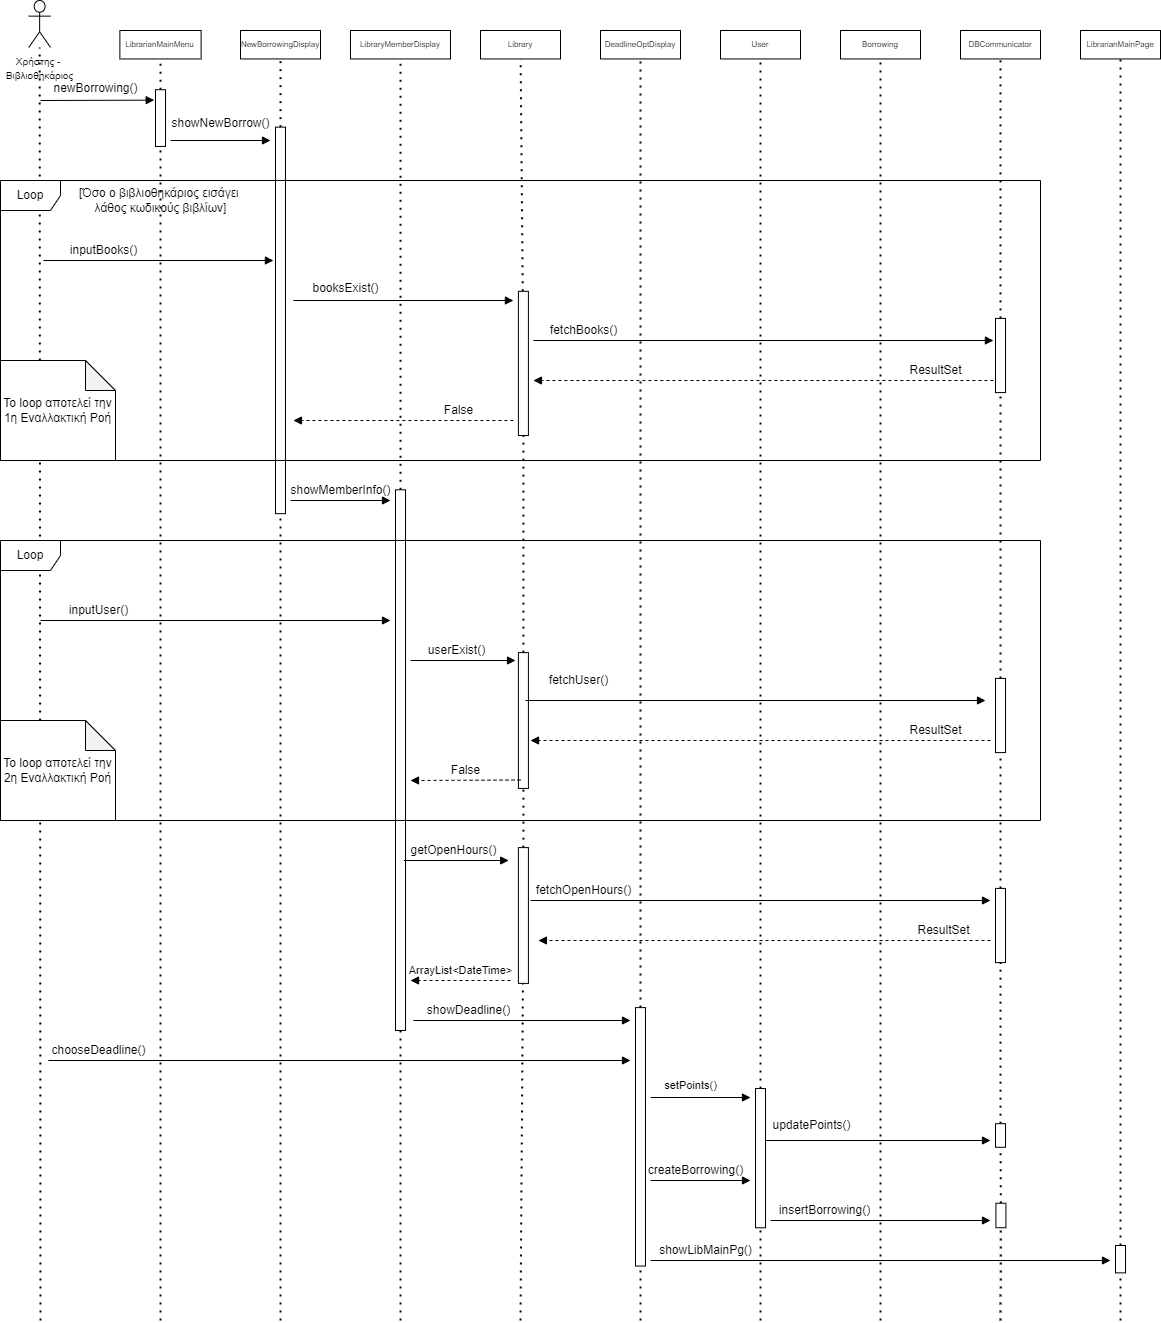 LibrarianMainMenu
NewBorrowingDisplay
LibraryMemberDisplay
Library
DeadlineOptDisplay
User
Borrowing
DBCommunicator
LibrarianMainPage
Χρήστης -
Βιβλιοθηκάριος
newBorrowing()
showNewBorrow()
Loop
[Όσο ο βιβλιοθηκάριος εισάγει
λάθος κωδικούς βιβλίων]
inputBooks()
booksExist()
fetchBooks()
ResultSet
Το loop αποτελεί την
1η Εναλλακτική Ροή
False
showMemberInfo()
Loop
inputUser()
userExist()
fetchUser()
ResultSet
Το loop αποτελεί την
2η Εναλλακτική Ροή
False
getOpenHours()
fetchOpenHours()
ResultSet
ArrayList<DateTime>
showDeadline()
chooseDeadline()
setPoints()
updatePoints()
createBorrowing()
insertBorrowing()
showLibMainPg()